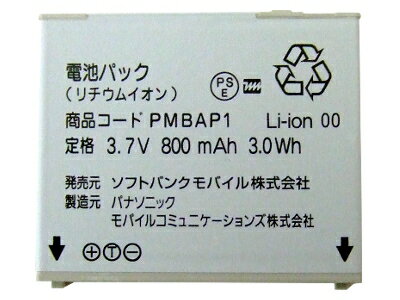 電池パック
(リチウムイオン)
PS
E
商品コード PMBAP1 Li-ion 00
定格 3.7V 800 mAh 3.0Wh
発売元 ソフトバンクモバイル株式会社
製造元 パナソニック
モバイルコミュニケーションズ株式会社
+ T −